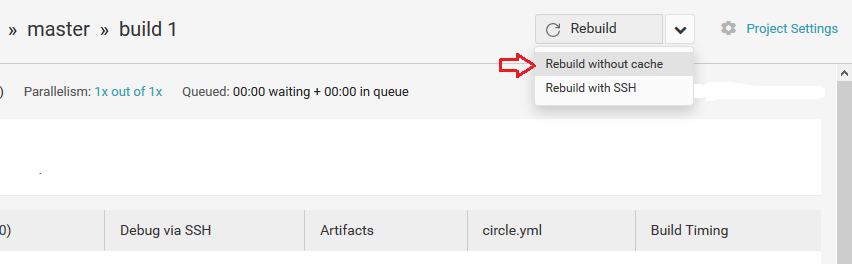 » master » build 1
Rebuild
Project Settings
Rebuild without cache
Rebuild with SSH
) Parallelism: 1x out of 1x Queued: 00:00 waiting + 00:00 in queue
0) Debug via SSH Artifacts circle.yml Build Timing